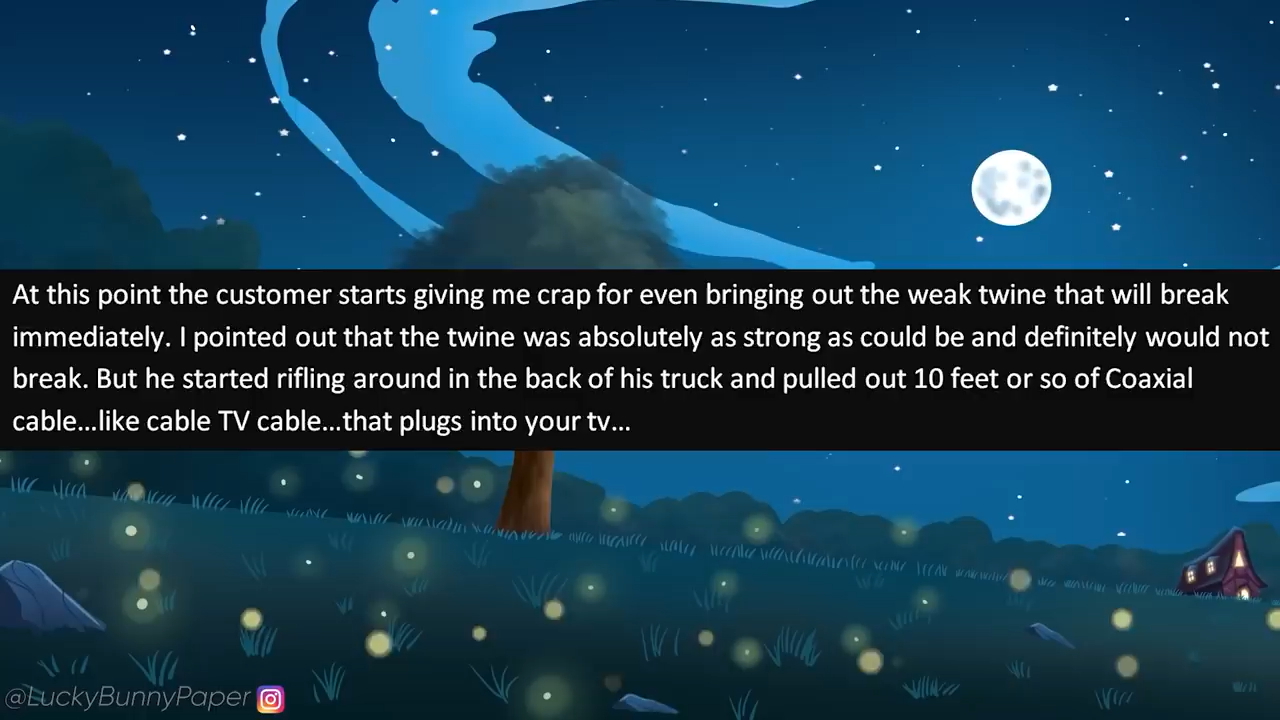 At this point the customer starts giving me crap for even bringing out the weak twine that will break
immediately. I pointed out that the twine was absolutely as strong as could be and definitely would not
break. But he started rifling around in the back of his truck and pulled out 10 feet or so of Coaxial
cable...like cable TV cable...that plugs into your tv...
@LuckyBunnyPaper